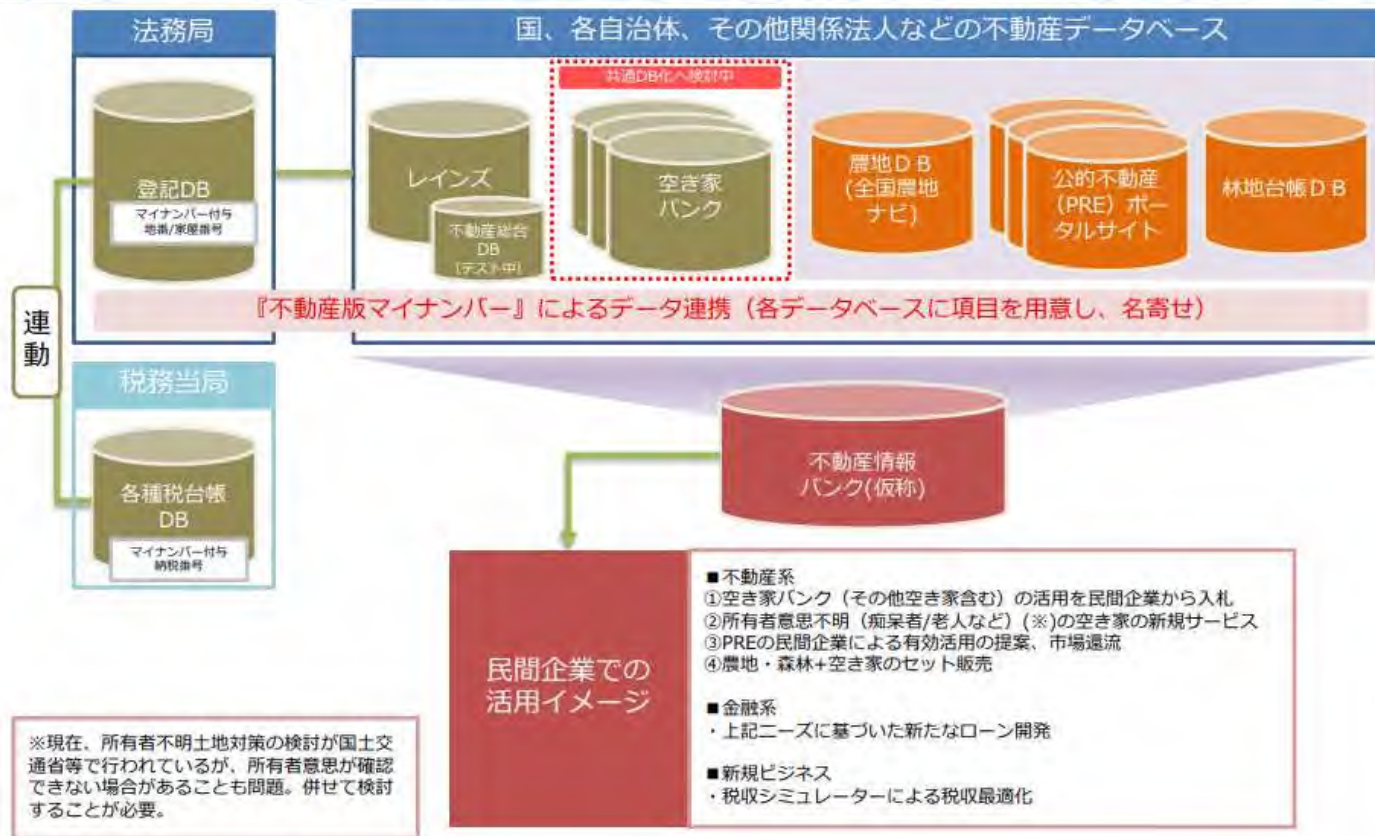 法務局
国、各自治体、その他関係法人などの不動産データベース
共通DB化へ検討中
登記DB
マイナンバー付与
地番/家屋番号
レインズ
不動産総合
DB
(テスト中)
空き家
バンク
農地ＤＢ
(全国農地
ナビ)
公的不動産
（PRE）ポー
タルサイト
林地台帳ＤＢ
『不動産版マイナンバー』によるデータ連携（各データベースに項目を用意し、名寄せ）
連
動
税務当局
各種税台帳
DB
マイナンバー付与
納税番号
不動産情報
バンク(仮称)
民間企業での
活用イメージ
■不動産系
①空き家バンク（その他空き家含む）の活用を民間企業から入札
②所有者意思不明（痴呆者/老人など）(※)の空き家の新規サービス
③PREの民間企業による有効活用の提案、市場還流
④農地・森林+空き家のセット販売
■金融系
・上記ニーズに基づいた新たなローン開発
■新規ビジネス
・税収シミュレーターによる税収最適化
※現在、所有者不明土地対策の検討が国土交
通省等で行われているが、所有者意思が確認
できない場合があることも問題。併せて検討
することが必要。